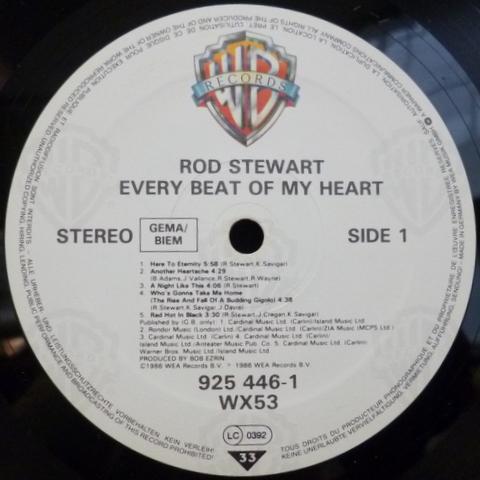 WB
RECORDS
ROD STEWART
EVERY BEAT OF MY HEART
STEREO
GEMA/
BIEM
SIDE 1
1. Here To Eternity 5:58 (R.Stewart,K.Savigar)
2. Another Heartache 4:29
(B.Adams,J.Vallance,R.Stewart,R.Wayne)
3. A Night Like This 4:06 (R.Stewart)
4. Who's Gonna Take Me Home
(The Rise And Fall Of A Budding Gigolo) 4:38
(R.Stewart,K.Savigar,J.Davis)
5. Red Hot In Black 3:30 (R.Stewart,J.Cregan,K.Savigar)
Published by (G.B. only): 1. Cardinal Music Ltd. (Carlin)/Island Music Ltd.
2. Rondor Music (London) Ltd./Cardinal Music Ltd. (Carlin)/ZIA Music (MCPS Ltd.)
3. Cardinal Music Ltd. (Carlin) 4. Cardinal Music Ltd. (Carlin)/
Island Music Ltd./Anteater Music Pub. Co. 5. Cardinal Music Ltd. (Carlin)/
Warner Bros. Music Ltd./Island Music Ltd.
PRODUCED BY BOB EZRIN
©1986 WEA Records B.V. ℗ 1986 WEA Records B.V.
925 446-1
WX53
LC 0392
33